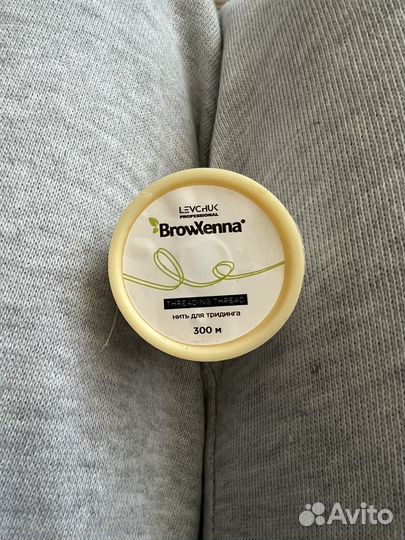 LEVCHUK
PROFESSIONAL
BrowXenna®
THREADING THREAD
нить для тридинга
300 м
Avito